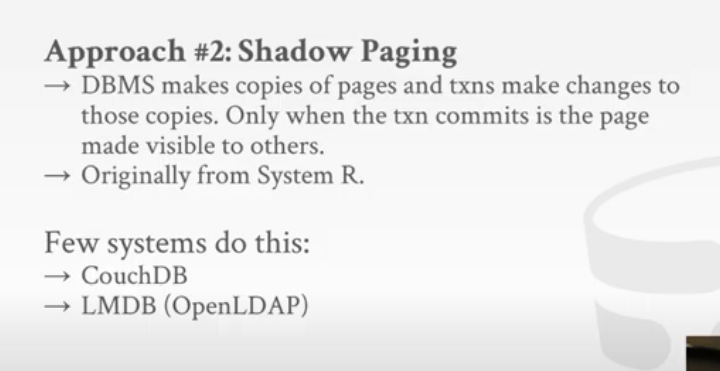 Approach #2: Shadow Paging
→ DBMS makes copies of pages and txns make changes to
those copies. Only when the txn commits is the page
made visible to others.
→ Originally from System R.
Few systems do this:
→ CouchDB
→ LMDB (OpenLDAP)